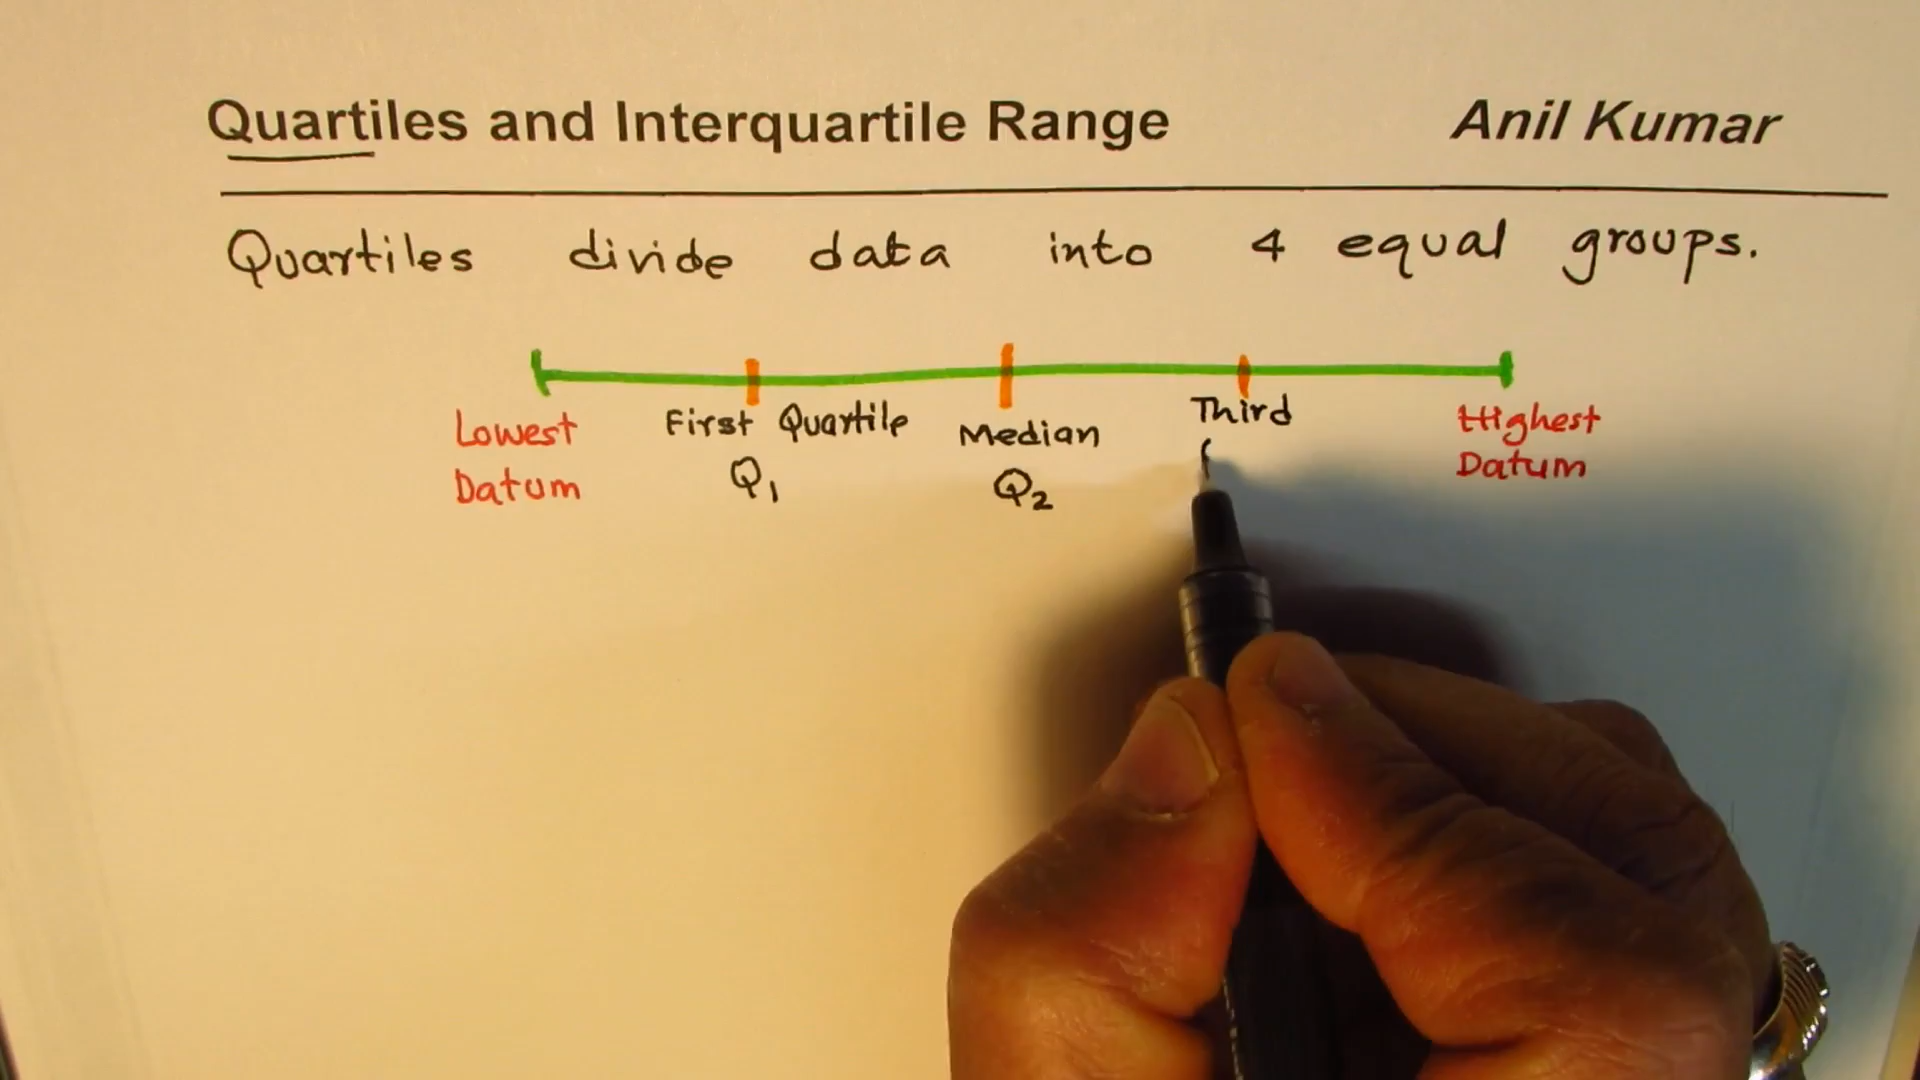 Quartiles and Interquartile Range Anil Kumar
Quartiles divide data into 4 equal groups.
Lowest Datum
First Quartile Q1
Median Q2
Third
Highest Datum